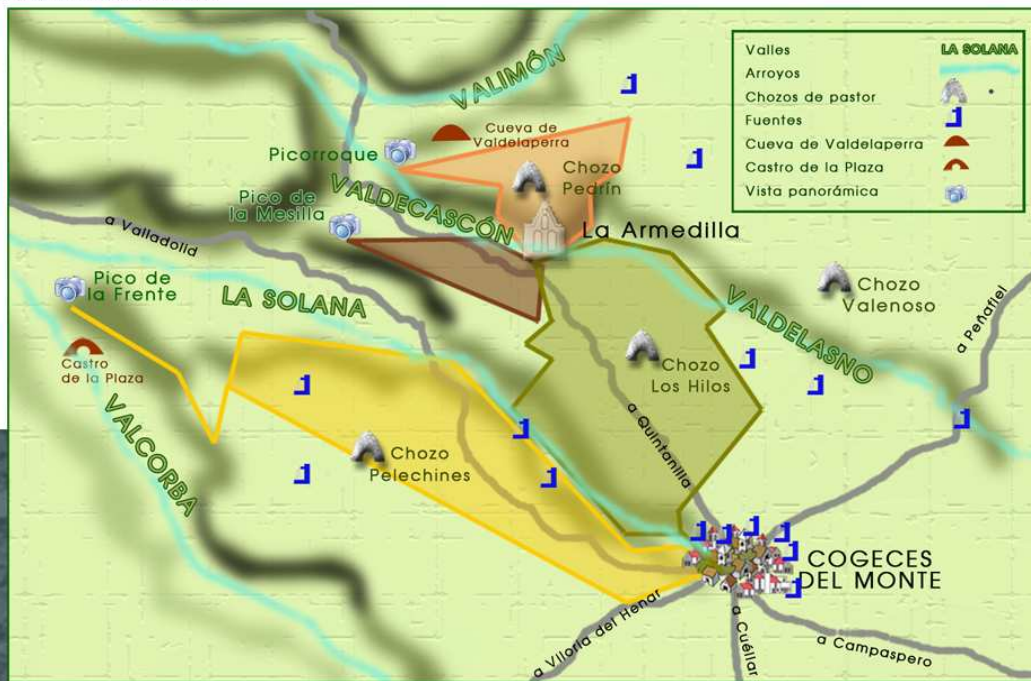 VALIMÓN
Cueva de
Valdelaperra
Picorroque
Chozo
Pedrín
VALDECASCÓN
Pico de
la Mesilla
La Armedilla
a Valladolid
Pico de
la Frente
LA SOLANA
Chozo
Valenoso
VALDELASNO
a Peñafiel
Castro
de la Plaza
Chozo
Los Hilos
VALCORBA
a Quintanilla
Chozo
Pelechines
COGECES
DEL MONTE
a Viloria del Henar
a Cuéllar
a Campaspero
Valles
LA SOLANA
Arroyos
Chozos de pastor
Fuentes
Cueva de Valdelaperra
Castro de la Plaza
Vista panorámica